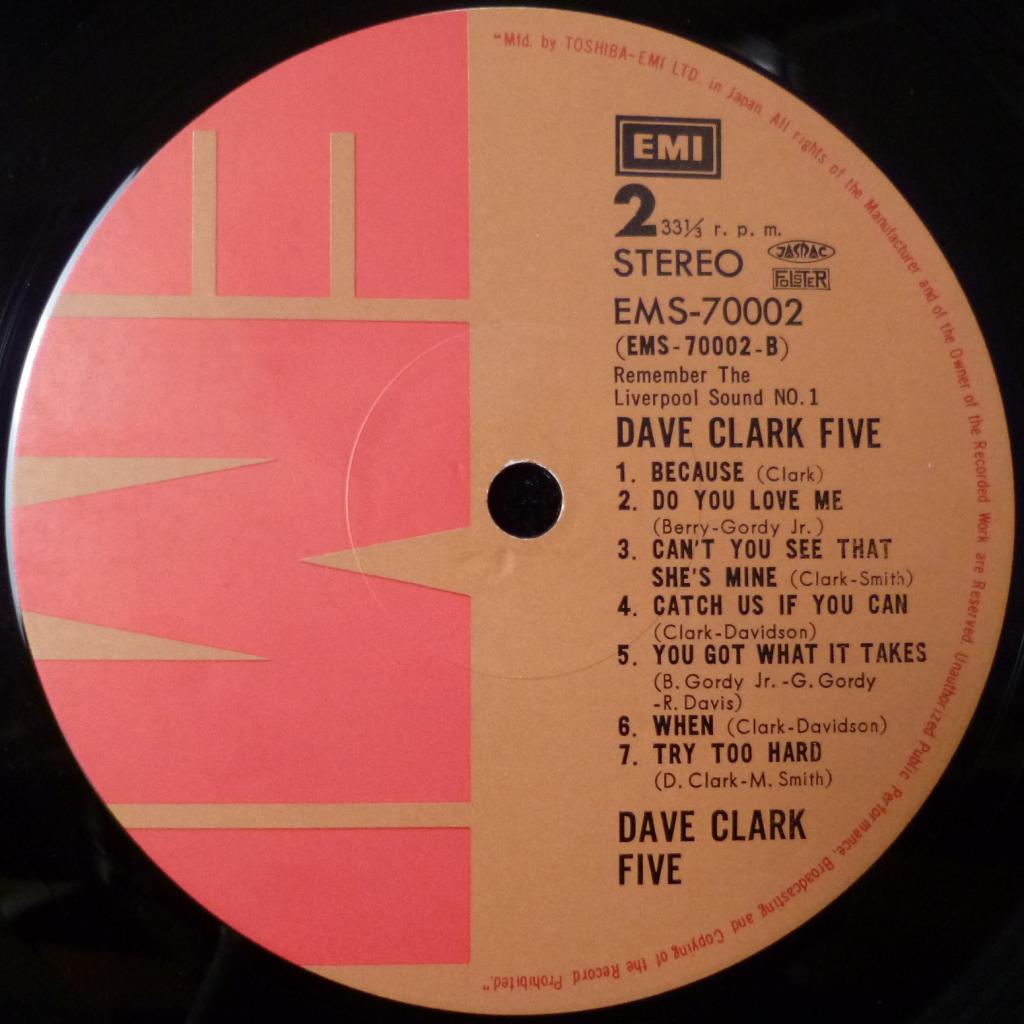 EMI
2 33⅓ r. p. m.
STEREO JASRAC
FOLSTER
EMS-70002
(EMS-70002-B)
Remember The
Liverpool Sound NO.1
DAVE CLARK FIVE
1. BECAUSE (Clark)
2. DO YOU LOVE ME
(Berry-Gordy Jr.)
3. CAN'T YOU SEE THAT
SHE'S MINE (Clark-Smith)
4. CATCH US IF YOU CAN
(Clark-Davidson)
5. YOU GOT WHAT IT TAKES
(B. Gordy Jr. -G. Gordy
-R. Davis)
6. WHEN (Clark-Davidson)
7. TRY TOO HARD
(D. Clark-M. Smith)
DAVE CLARK
FIVE
"Mfd. by TOSHIBA-EMI LTD. in Japan. All rights of the Manufacturer and of the Owner of the Recorded Work are Reserved. Unauthorized Public Performance, Broadcasting and Copying of the Record Prohibited."
EMI